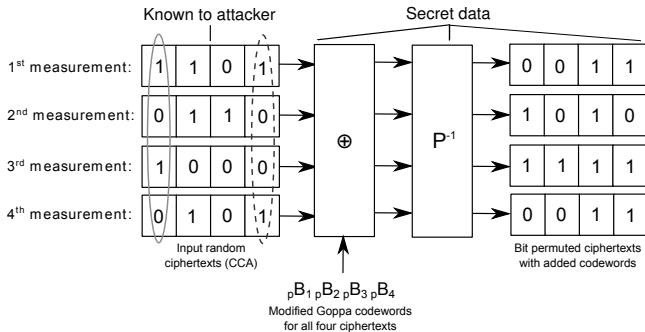 Known to attacker
Secret data
1st measurement: 1 1 0 1 0 0 1 1
2nd measurement: 0 1 1 0 1 0 1 0
3rd measurement: 1 0 0 0 1 1 1 1
4th measurement: 0 1 0 1 0 0 1 1
⊕
P-1
Input random
ciphertexts (CCA)
Bit permuted ciphertexts
with added codewords
pB1 pB2 pB3 pB4
Modified Goppa codewords
for all four ciphertexts